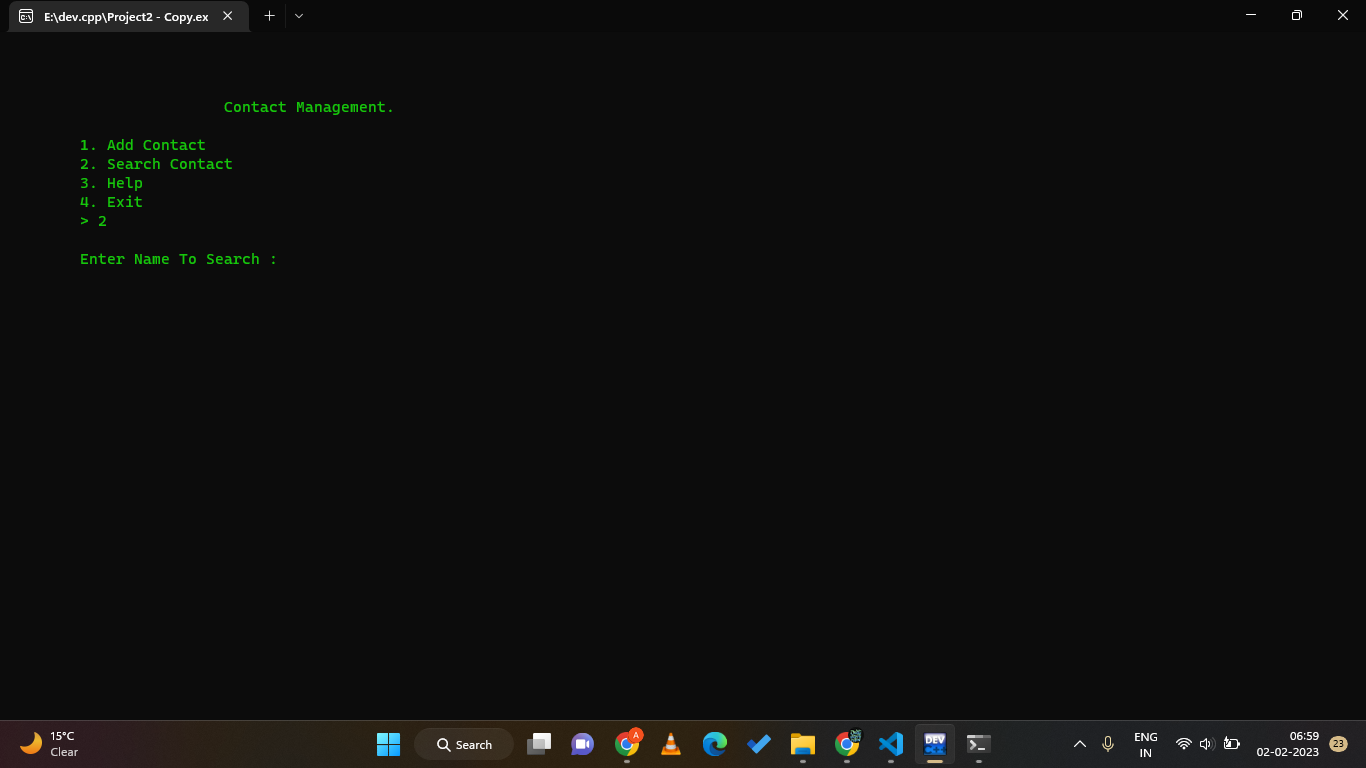 E:\dev.cpp\Project2 - Copy.ex
Contact Management.
1. Add Contact
2. Search Contact
3. Help
4. Exit
> 2
Enter Name To Search :
15°C
Clear
Search
A
DEV
ENG
IN
06:59
02-02-2023
23